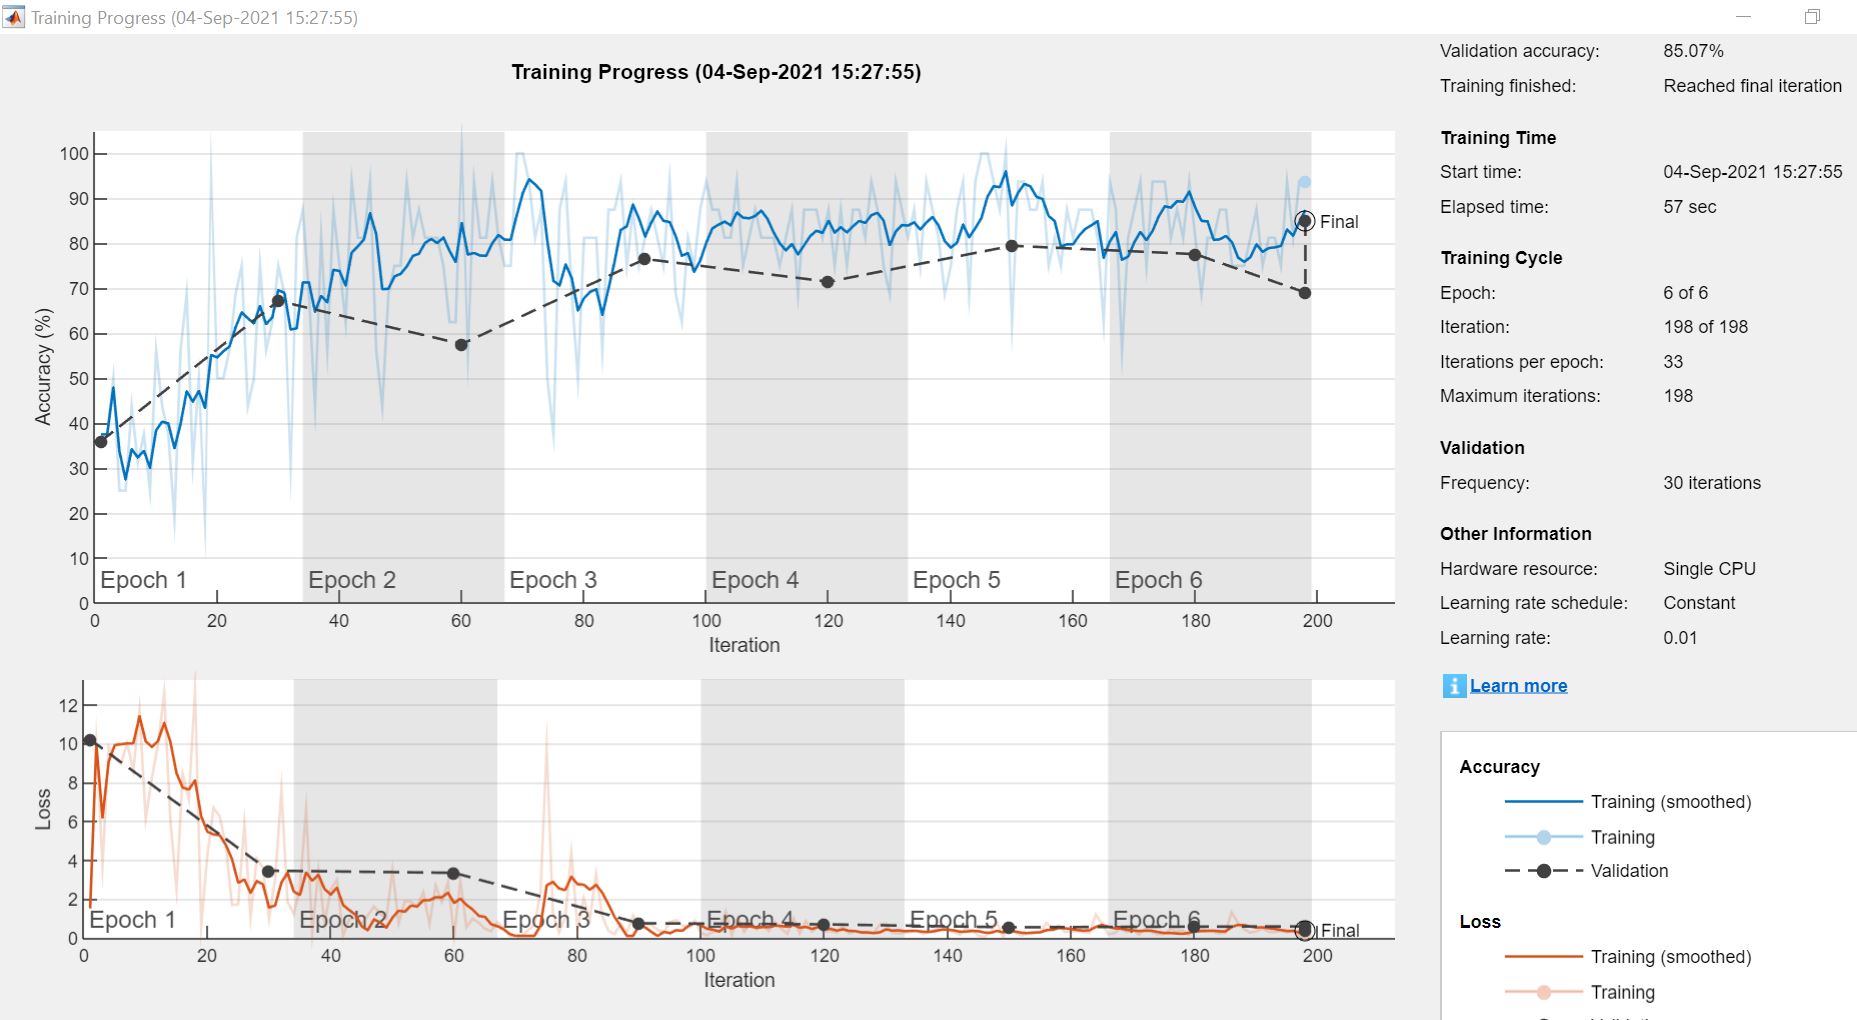 Training Progress (04-Sep-2021 15:27:55)
Training Progress (04-Sep-2021 15:27:55)
Accuracy (%)
100
90
80
70
60
50
40
30
20
10
0
Final
Epoch 1
Epoch 2
Epoch 3
Epoch 4
Epoch 5
Epoch 6
0 20 40 60 80 100 120 140 160 180 200
Iteration
Loss
12
10
8
6
4
2
0
Epoch 1
Epoch 2
Epoch 3
Epoch 4
Epoch 5
Epoch 6
Final
0 20 40 60 80 100 120 140 160 180 200
Iteration
Validation accuracy: 85.07%
Training finished: Reached final iteration
Training Time
Start time: 04-Sep-2021 15:27:55
Elapsed time: 57 sec
Training Cycle
Epoch: 6 of 6
Iteration: 198 of 198
Iterations per epoch: 33
Maximum iterations: 198
Validation
Frequency: 30 iterations
Other Information
Hardware resource: Single CPU
Learning rate schedule: Constant
Learning rate: 0.01
i Learn more
Accuracy
Training (smoothed)
Training
Validation
Loss
Training (smoothed)
Training